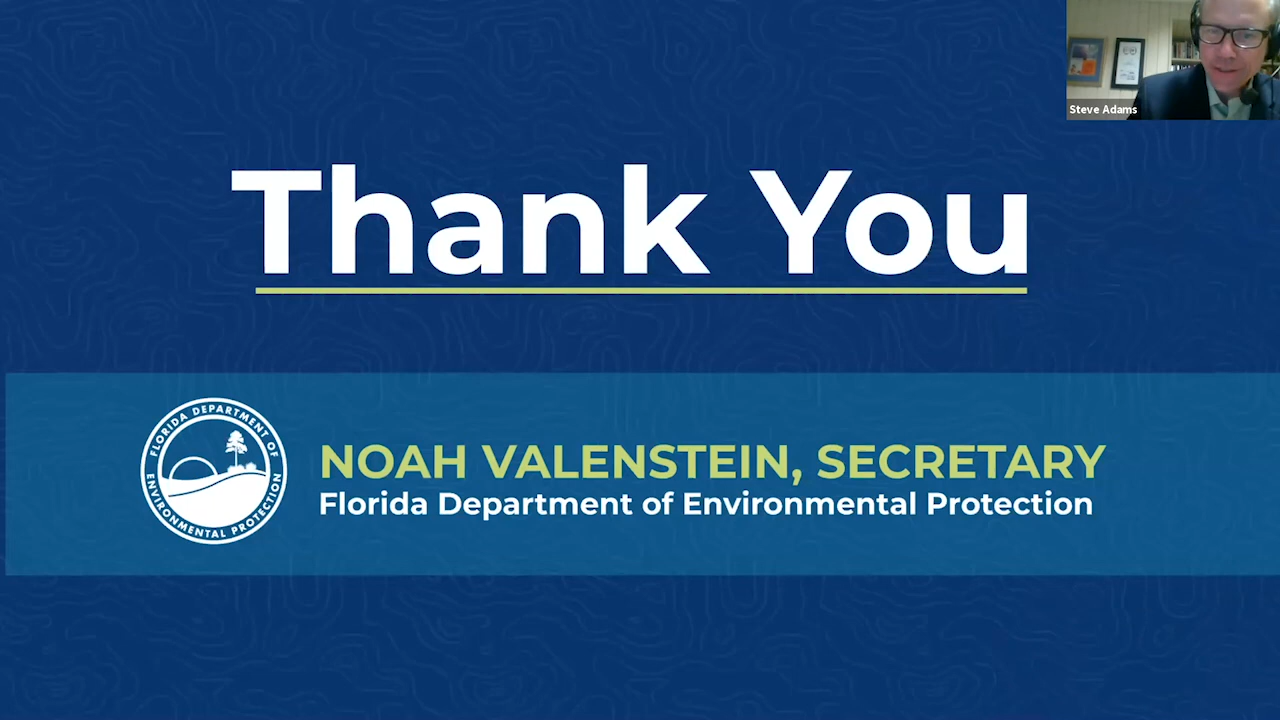 Steve Adams
Thank You
FLORIDA DEPARTMENT OF
ENVIRONMENTAL PROTECTION
NOAH VALENSTEIN, SECRETARY
Florida Department of Environmental Protection